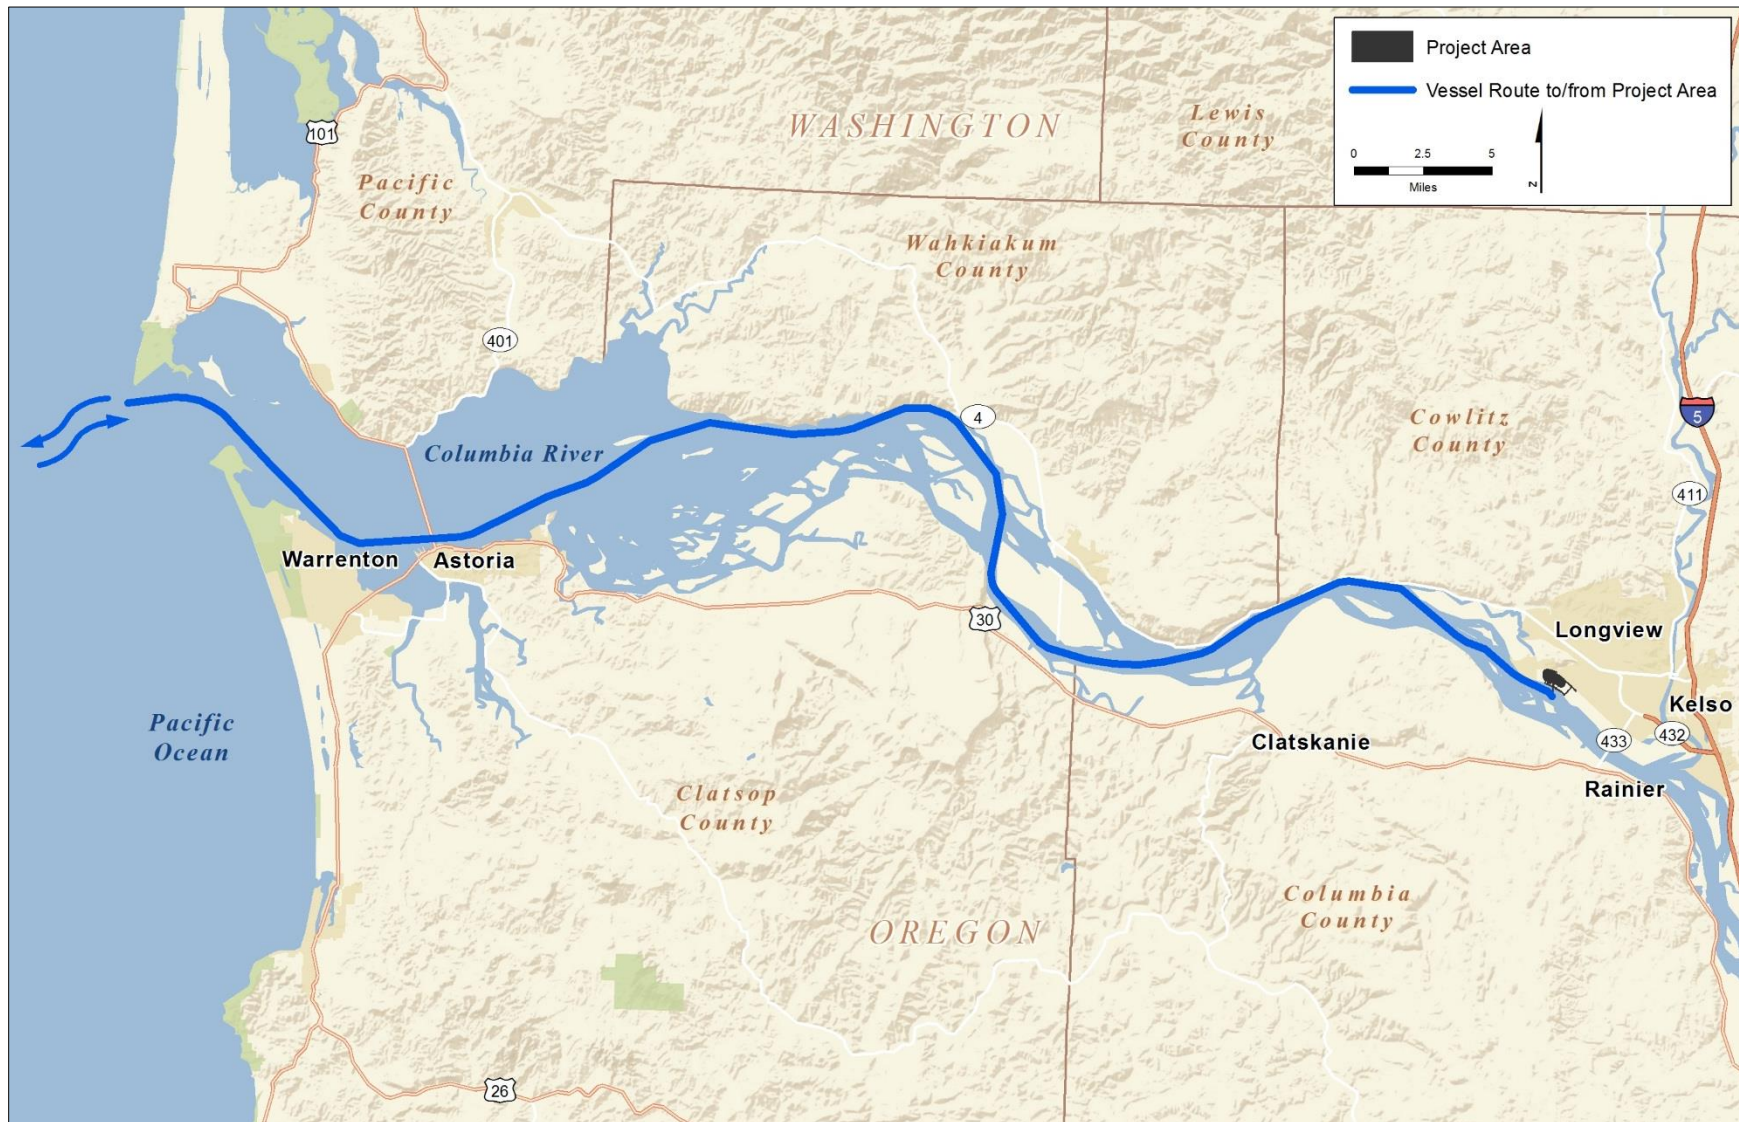 Project Area
Vessel Route to/from Project Area
0 2.5 5
Miles
N
WASHINGTON
Lewis
County
101
Pacific
County
Wahkiakum
County
401
4
Cowlitz
County
5
Columbia River
411
Warrenton
Astoria
30
Longview
Kelso
Pacific
Ocean
Clatskanie
433
432
Rainier
Clatsop
County
Columbia
County
OREGON
26